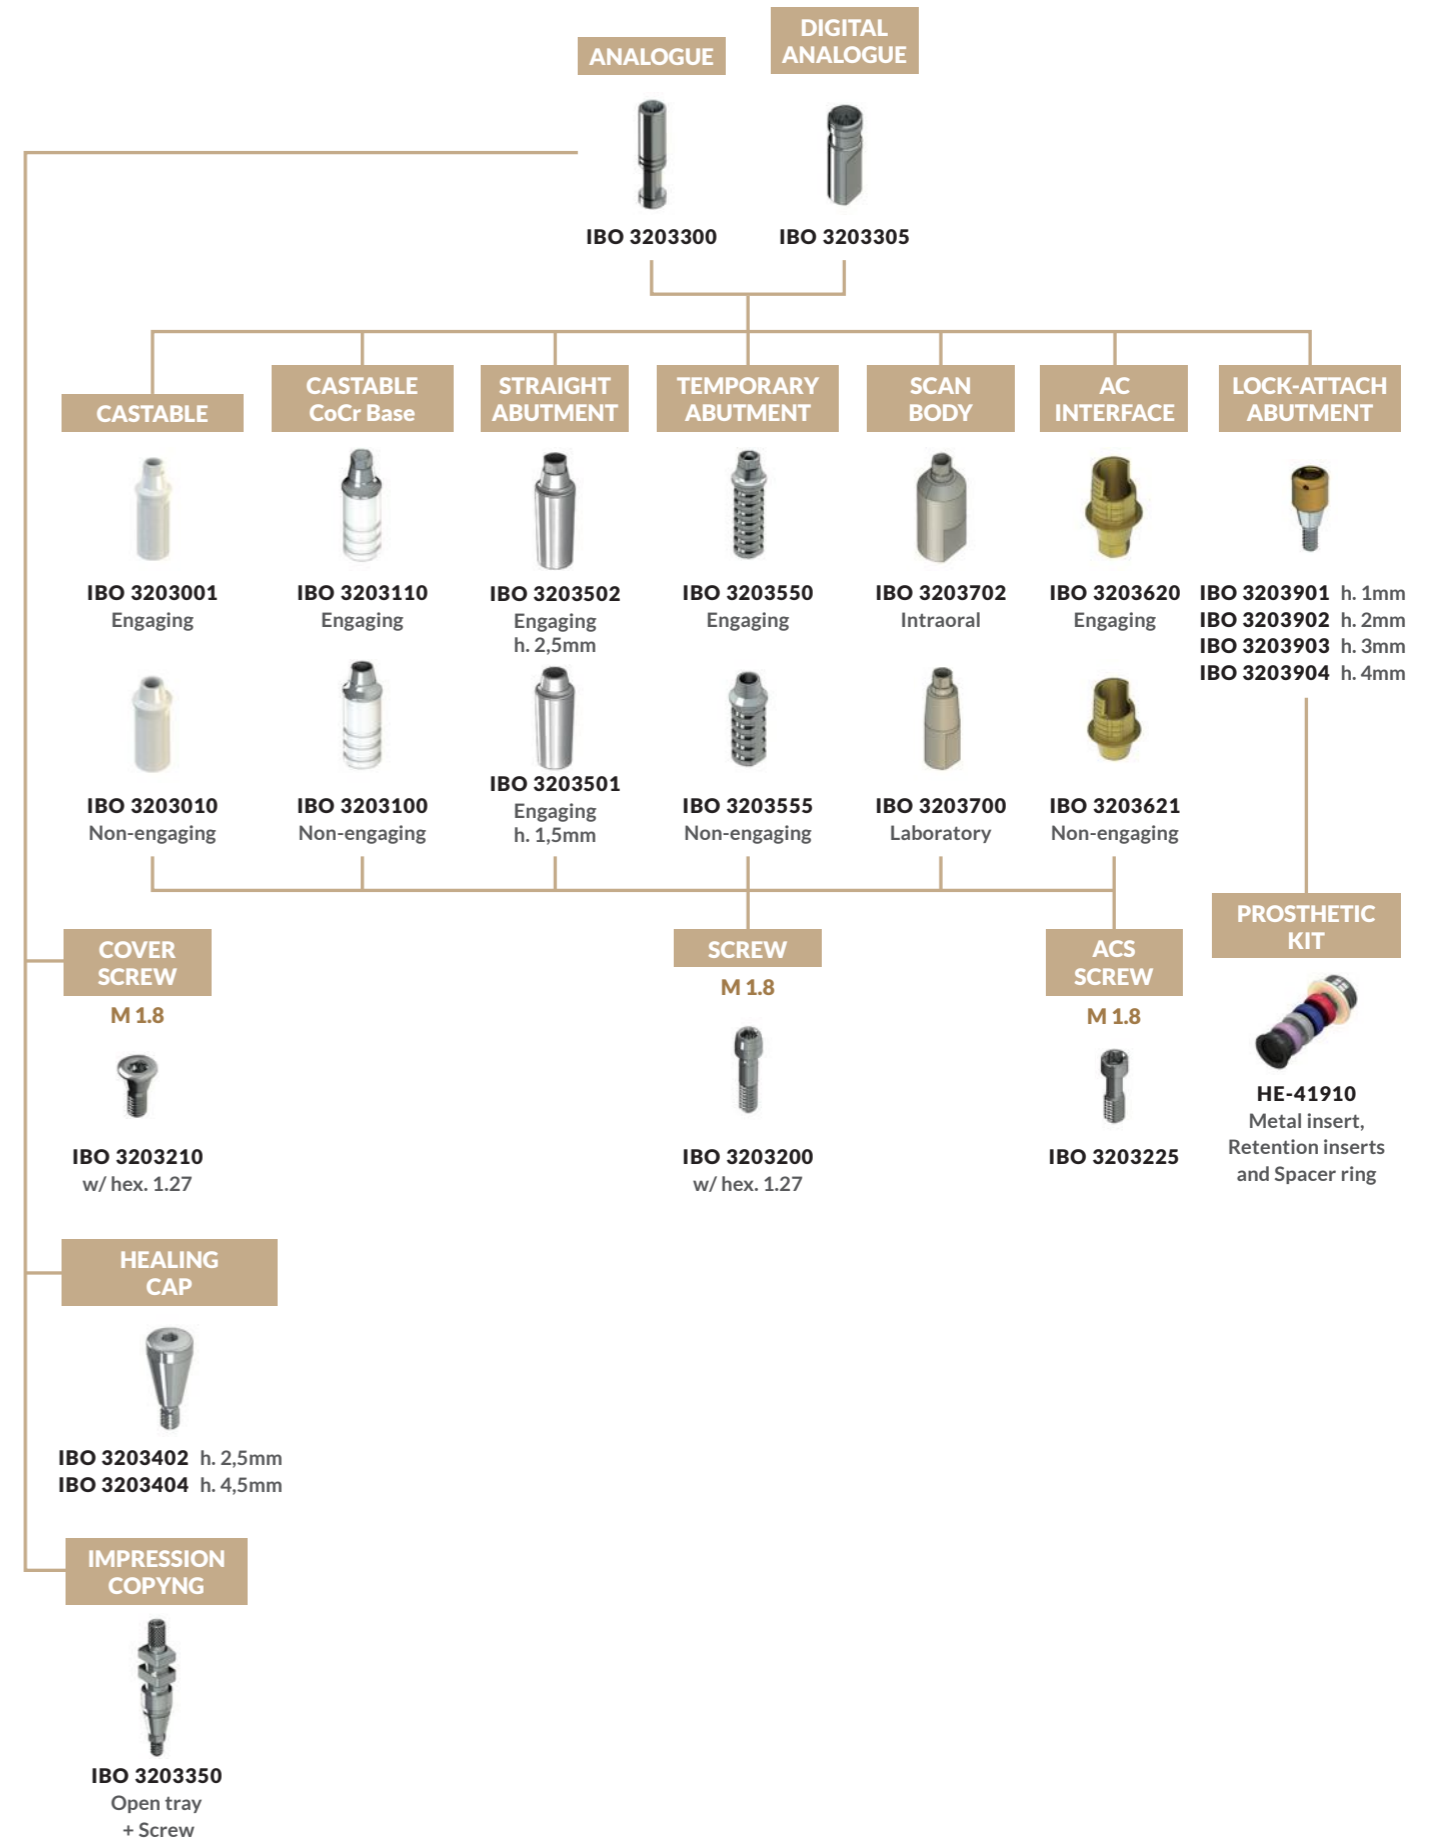 ANALOGUE
DIGITAL
ANALOGUE
IBO 3203300
IBO 3203305
CASTABLE
CASTABLE
CoCr Base
STRAIGHT
ABUTMENT
TEMPORARY
ABUTMENT
SCAN
BODY
AC
INTERFACE
LOCK-ATTACH
ABUTMENT
IBO 3203001
Engaging
IBO 3203110
Engaging
IBO 3203502
Engaging
h. 2,5mm
IBO 3203550
Engaging
IBO 3203702
Intraoral
IBO 3203620
Engaging
IBO 3203901 h. 1mm
IBO 3203902 h. 2mm
IBO 3203903 h. 3mm
IBO 3203904 h. 4mm
IBO 3203010
Non-engaging
IBO 3203100
Non-engaging
IBO 3203501
Engaging
h. 1,5mm
IBO 3203555
Non-engaging
IBO 3203700
Laboratory
IBO 3203621
Non-engaging
COVER
SCREW
M 1.8
IBO 3203210
w/ hex. 1.27
SCREW
M 1.8
IBO 3203200
w/ hex. 1.27
ACS
SCREW
M 1.8
IBO 3203225
PROSTHETIC
KIT
HE-41910
Metal insert,
Retention inserts
and Spacer ring
HEALING
CAP
IBO 3203402 h. 2,5mm
IBO 3203404 h. 4,5mm
IMPRESSION
COPYNG
IBO 3203350
Open tray
+ Screw